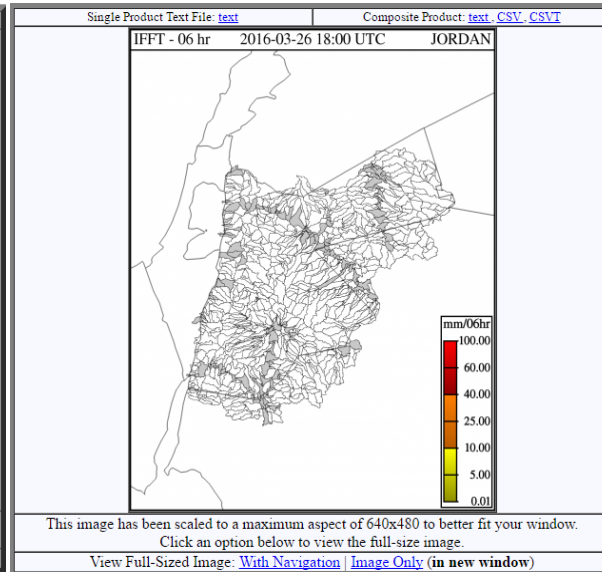 Single Product Text File: text
Composite Product: text , CSV , CSVT
IFFT - 06 hr 2016-03-26 18:00 UTC JORDAN
mm/06hr
100.00
60.00
40.00
25.00
10.00
5.00
0.01
This image has been scaled to a maximum aspect of 640x480 to better fit your window.
Click an option below to view the full-size image.
View Full-Sized Image: With Navigation | Image Only (in new window)